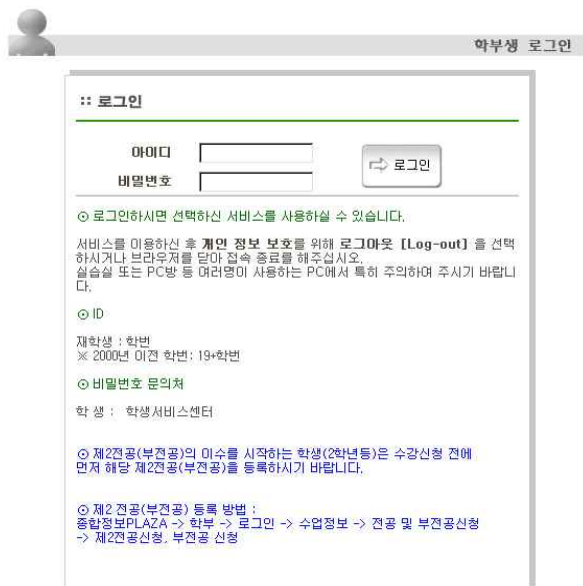 학부생 로그인
:: 로그인
아이디
로그인
비밀번호
⊙ 로그인하시면 선택하신 서비스를 사용하실 수 있습니다.
서비스를 이용하신 후 개인 정보 보호를 위해 로그아웃 [Log-out] 을 선택
하시거나 브라우저를 닫아 접속 종료를 해주십시오.
실습실 또는 PC방 등 여러명이 사용하는 PC에서 특히 주의하여 주시기 바랍니
다.
⊙ ID
재학생 : 학번
※ 2000년 이전 학번: 19+학번
⊙ 비밀번호 문의처
학 생 : 학생서비스센터
⊙ 제2전공(부전공)의 이수를 시작하는 학생(2학년등)은 수강신청 전에
먼저 해당 제2전공(부전공)을 등록하시기 바랍니다.
⊙ 제2 전공(부전공) 등록 방법 :
종합정보PLAZA -> 학부 -> 로그인 -> 수업정보 -> 전공 및 부전공신청
-> 제2전공신청, 부전공 신청